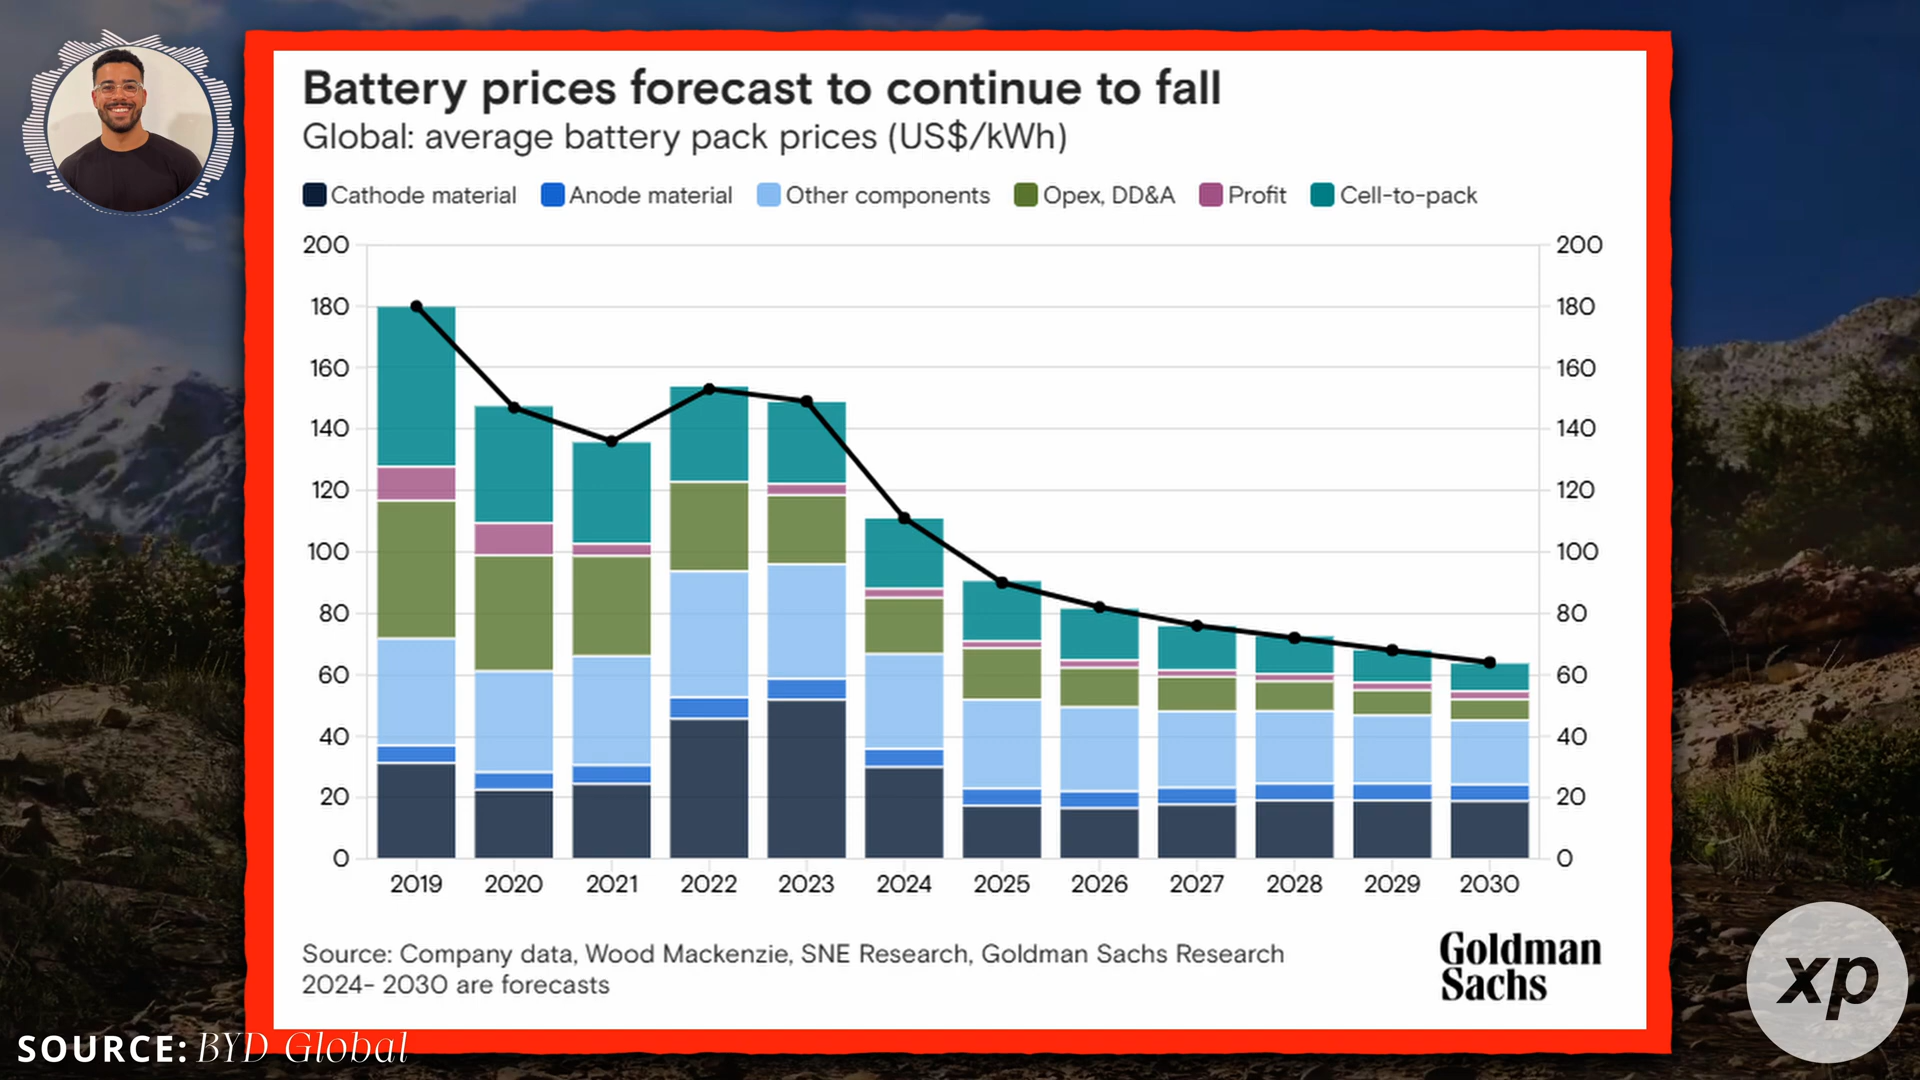 Battery prices forecast to continue to fall
Global: average battery pack prices (US$/kWh)
Cathode material Anode material Other components Opex, DD&A Profit Cell-to-pack
200 200
180 180
160 160
140 140
120 120
100 100
80 80
60 60
40 40
20 20
0 0
2019 2020 2021 2022 2023 2024 2025 2026 2027 2028 2029 2030
Source: Company data, Wood Mackenzie, SNE Research, Goldman Sachs Research
2024- 2030 are forecasts
Goldman
Sachs
xp
SOURCE: BYD Global